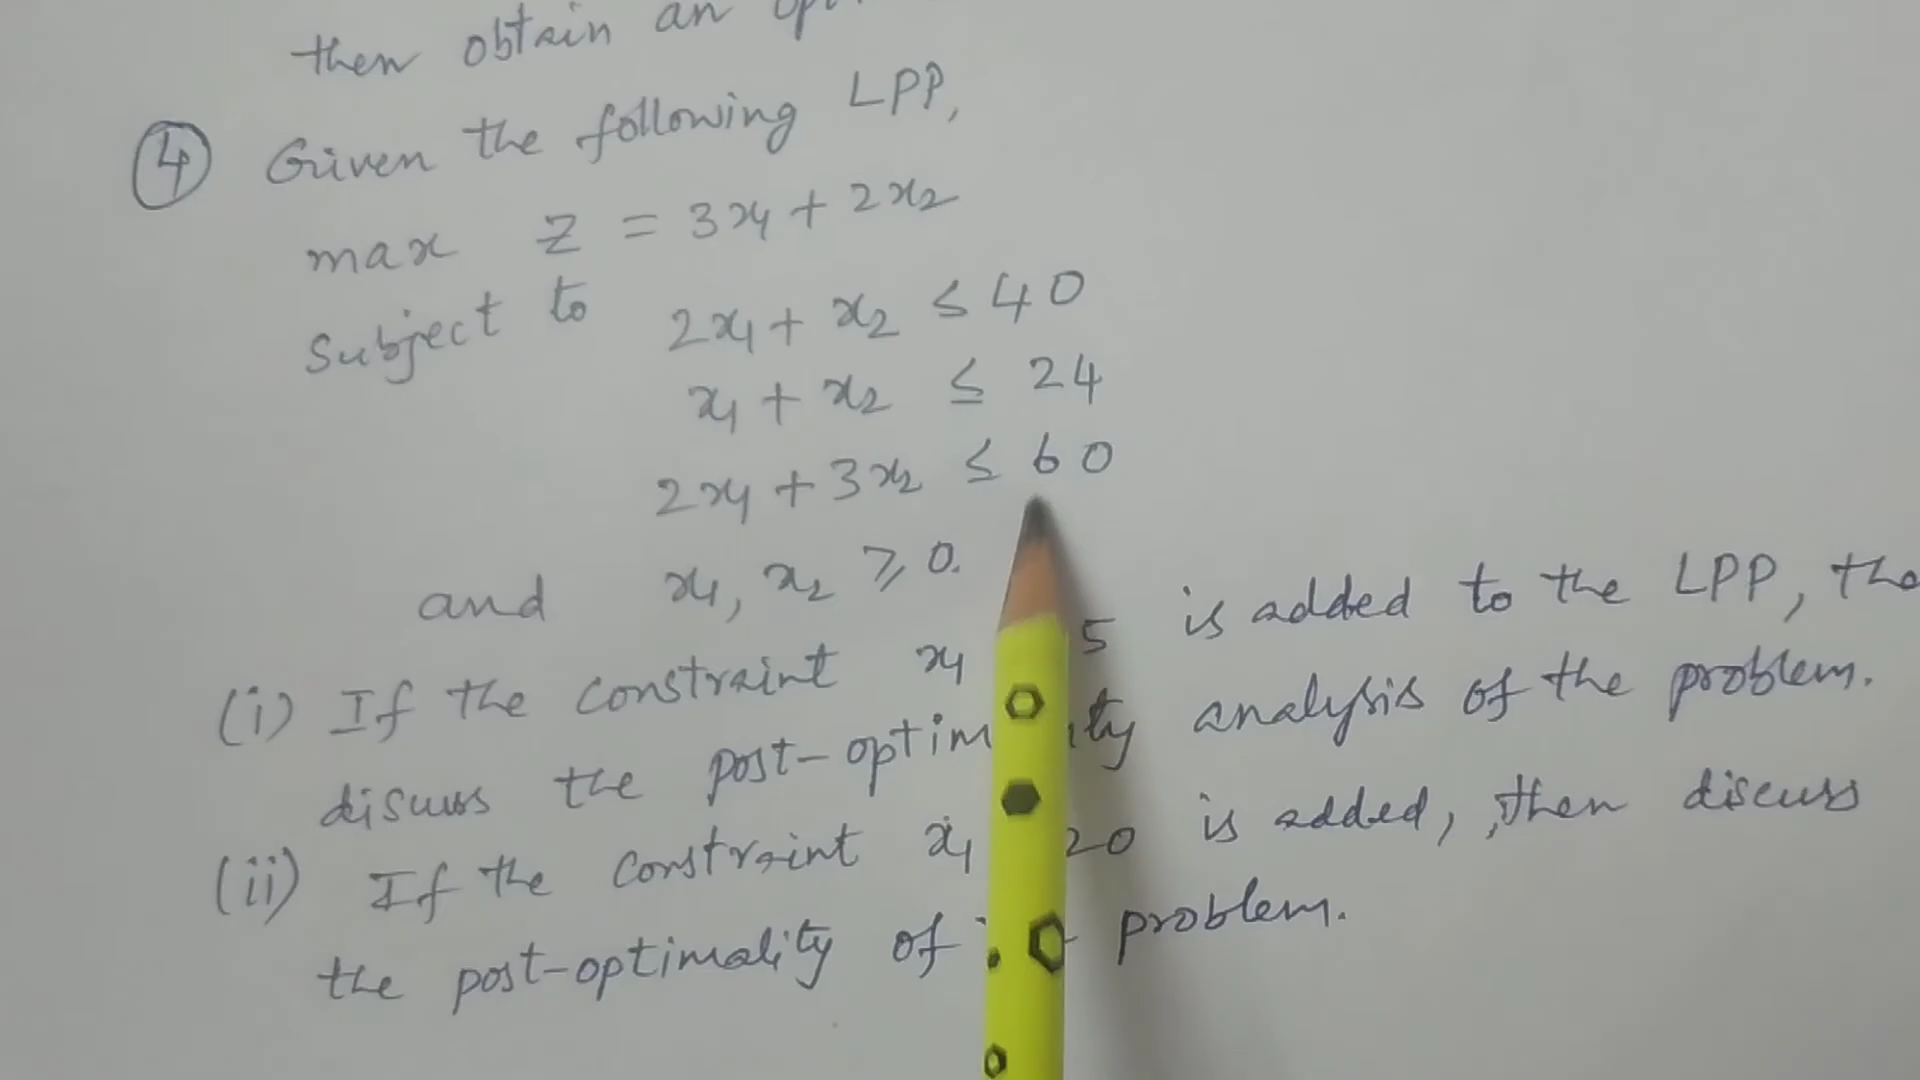 then obtain an
④ Given the following LPP,
max Z = 3x₁ + 2x₂
Subject to 2x₁ + x₂ ≤ 40
x₁ + x₂ ≤ 24
2x₁ + 3x₂ ≤ 60
and x₁, x₂ ≥ 0.
(i) If the constraint x₁ 5 is added to the LPP,
discuss the post- analysis of the problem.
(ii) If the constraint x₁ 20 is added, then discuss
the post-optimality of problem.